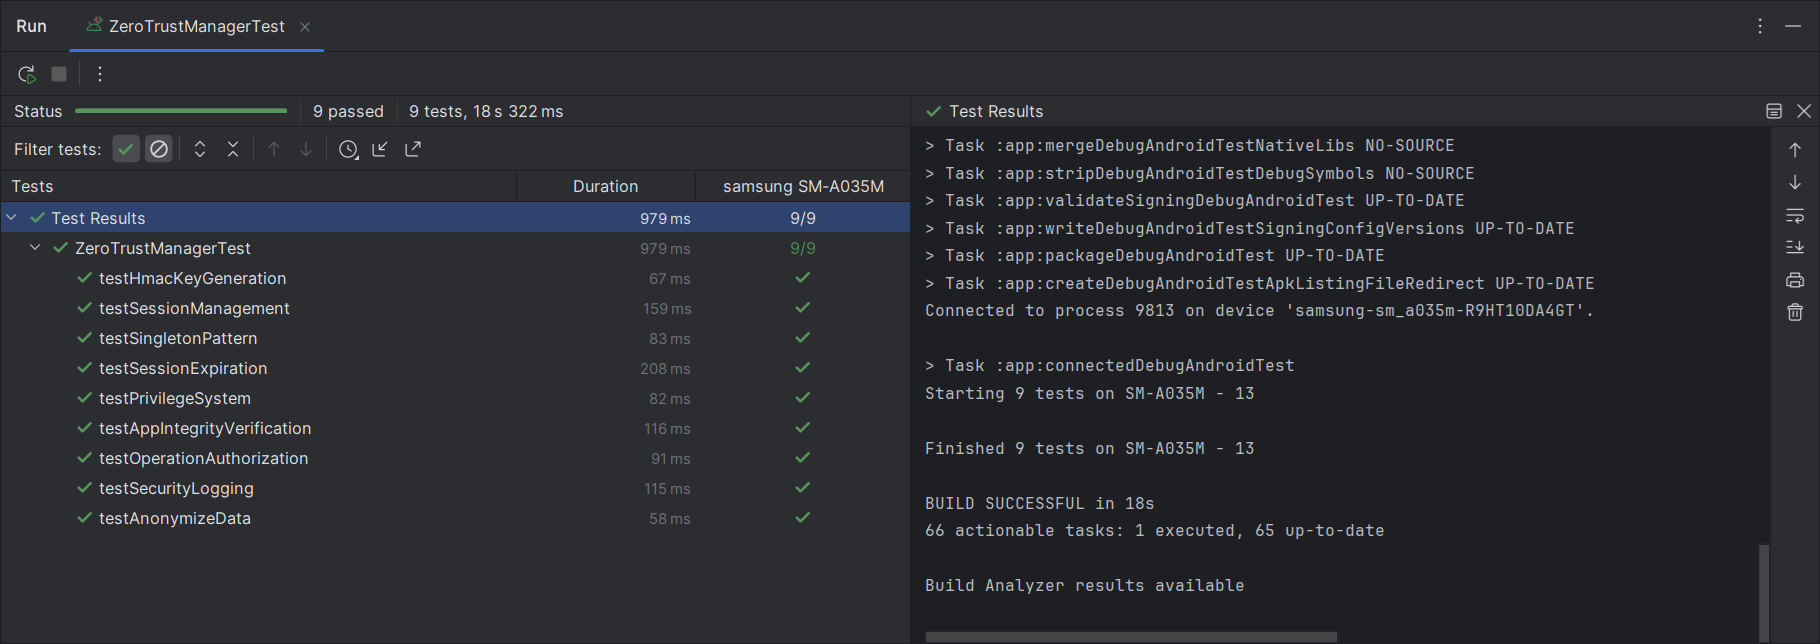 Run ZeroTrustManagerTest
Status 9 passed 9 tests, 18 s 322 ms
Filter tests:
Tests Duration samsung SM-A035M
Test Results 979 ms 9/9
ZeroTrustManagerTest 979 ms 9/9
testHmacKeyGeneration 67 ms
testSessionManagement 159 ms
testSingletonPattern 83 ms
testSessionExpiration 208 ms
testPrivilegeSystem 82 ms
testAppIntegrityVerification 116 ms
testOperationAuthorization 91 ms
testSecurityLogging 115 ms
testAnonymizeData 58 ms
Test Results
> Task :app:mergeDebugAndroidTestNativeLibs NO-SOURCE
> Task :app:stripDebugAndroidTestDebugSymbols NO-SOURCE
> Task :app:validateSigningDebugAndroidTest UP-TO-DATE
> Task :app:writeDebugAndroidTestSigningConfigVersions UP-TO-DATE
> Task :app:packageDebugAndroidTest UP-TO-DATE
> Task :app:createDebugAndroidTestApkListingFileRedirect UP-TO-DATE
Connected to process 9813 on device 'samsung-sm_a035m-R9HT10DA4GT'.
> Task :app:connectedDebugAndroidTest
Starting 9 tests on SM-A035M - 13
Finished 9 tests on SM-A035M - 13
BUILD SUCCESSFUL in 18s
66 actionable tasks: 1 executed, 65 up-to-date
Build Analyzer results available